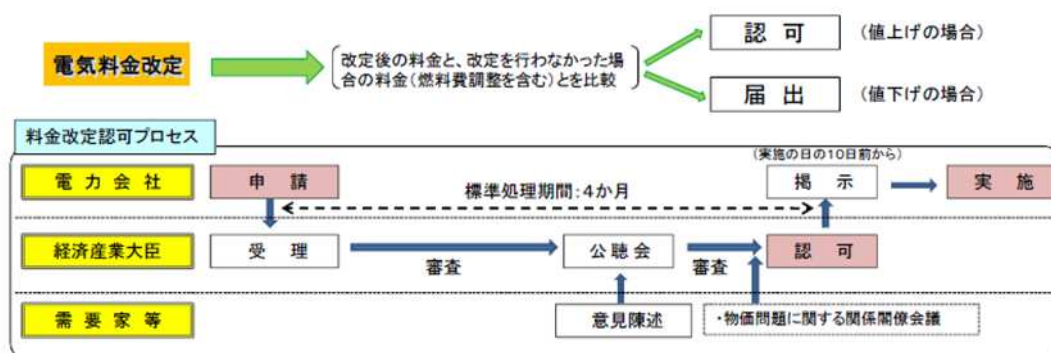 認可
(値上げの場合)
電気料金改定
改定後の料金と、改定を行わなかった場
合の料金(燃料費調整を含む)とを比較
届出
(値下げの場合)
料金改定認可プロセス
(実施の日の10日前から)
電力会社
申請
標準処理期間:4か月
掲示
実施
経済産業大臣
受理
審査
公聴会
審査
認可
需要家等
意見陳述
・物価問題に関する関係閣僚会議